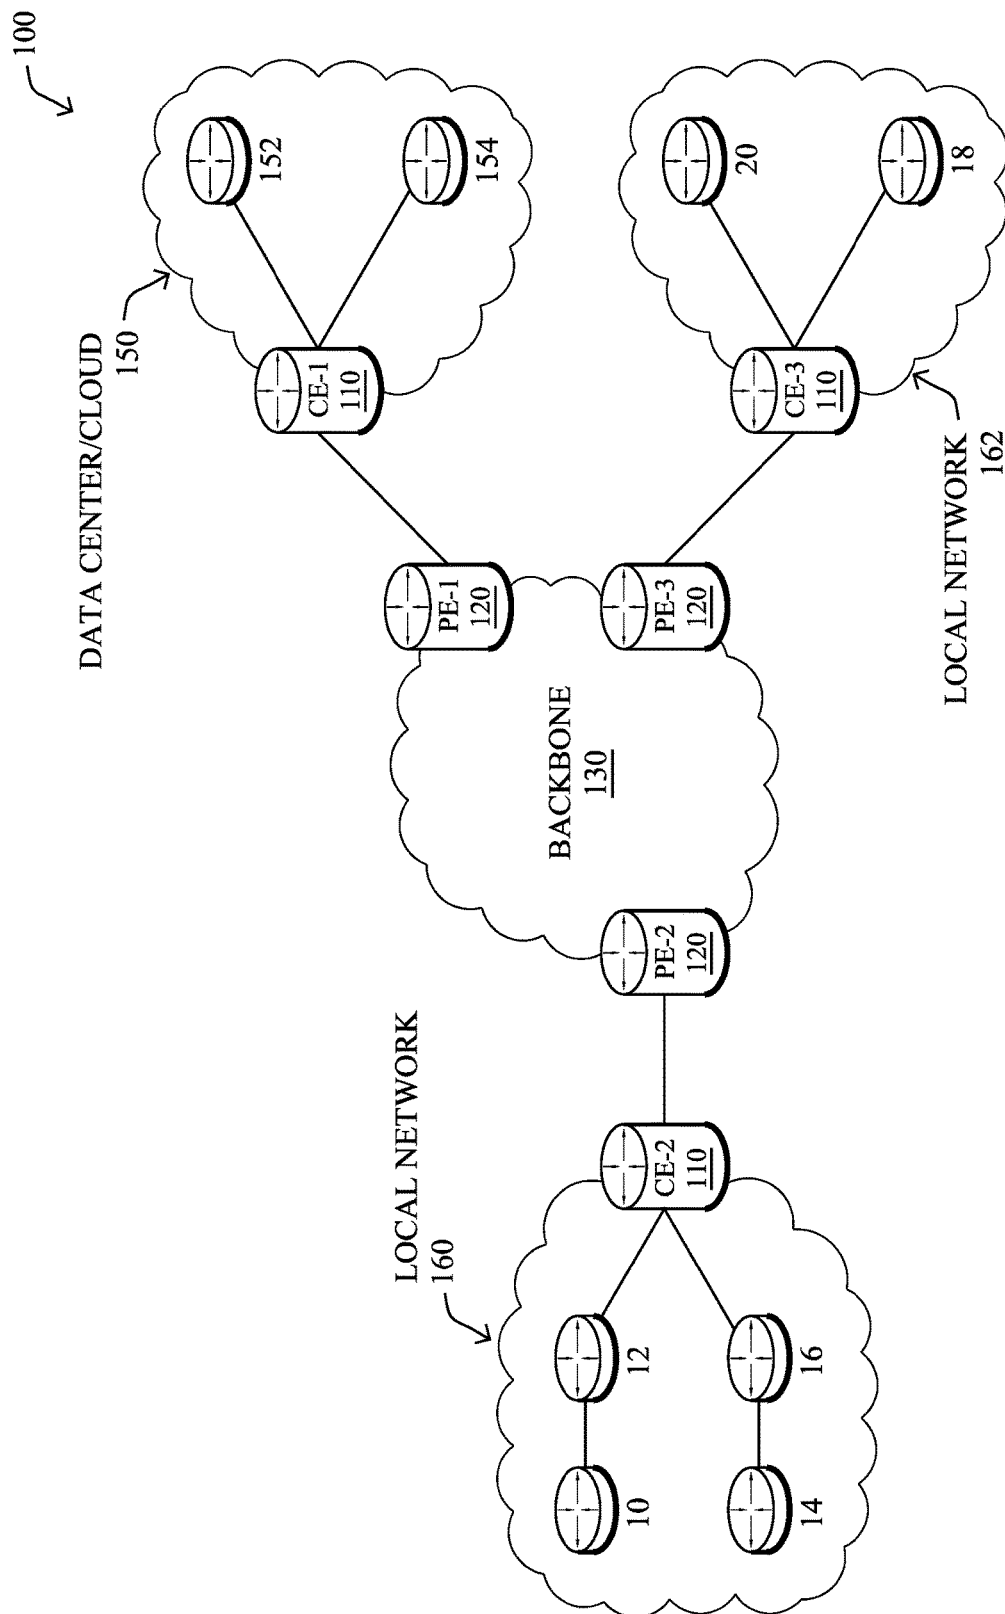 100
DATA CENTER/CLOUD
150
152
154
CE-1
110
PE-1
120
BACKBONE
130
PE-2
120
PE-3
120
CE-3
110
20
18
LOCAL NETWORK
162
LOCAL NETWORK
160
CE-2
110
12
10
16
14